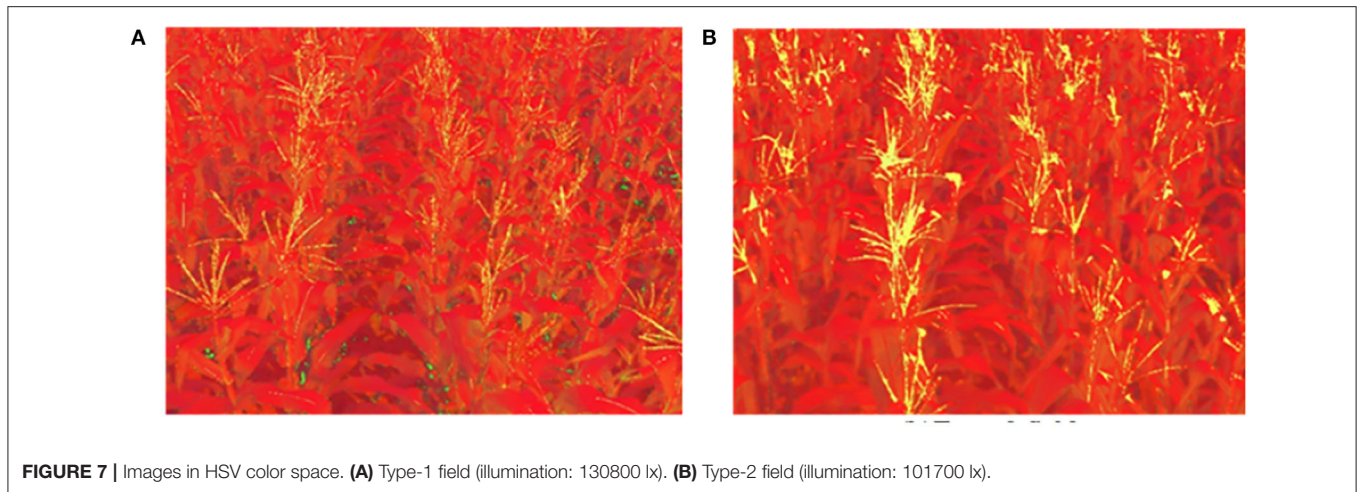 A
B
FIGURE 7 | Images in HSV color space. (A) Type-1 field (illumination: 130800 lx). (B) Type-2 field (illumination: 101700 lx).